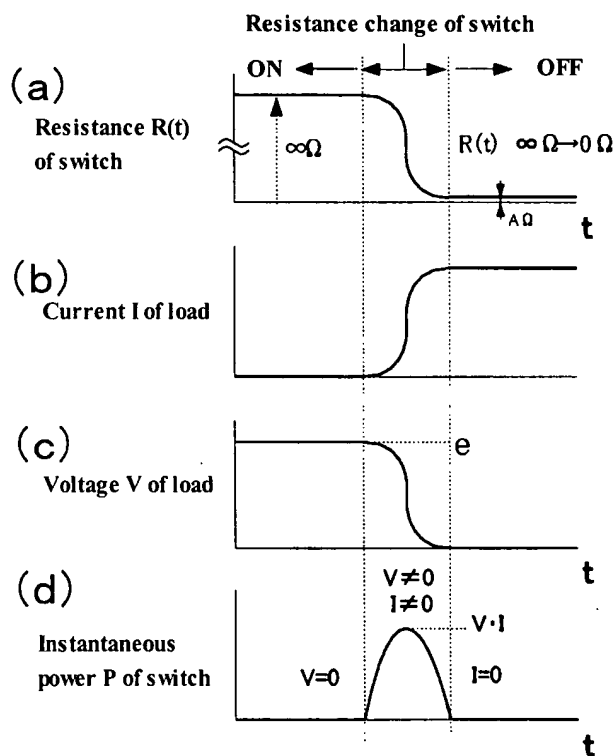 Resistance change of switch
ON OFF
(a)
Resistance R(t)
of switch
∞Ω
R(t) ∞Ω→0Ω
AΩ
t
(b)
Current I of load
(c)
Voltage V of load
e
t
(d)
V≠0
I≠0
V·I
Instantaneous
power P of switch
V=0
I=0
t